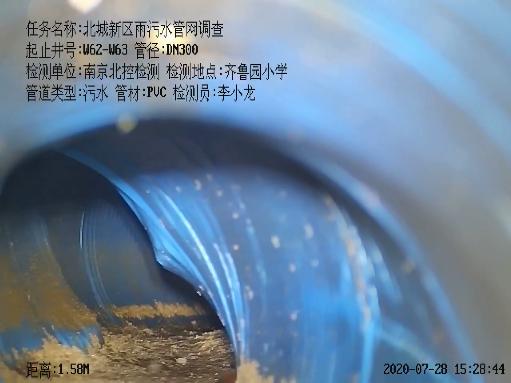 任务名称:北城新区雨污水管网调查
起止井号:W62-W63 管径:DN300
检测单位:南京北控检测 检测地点:齐鲁园小学
管道类型:污水 管材:PVC 检测员:李小龙
距离:1.58M
2020-07-28 15:28:44